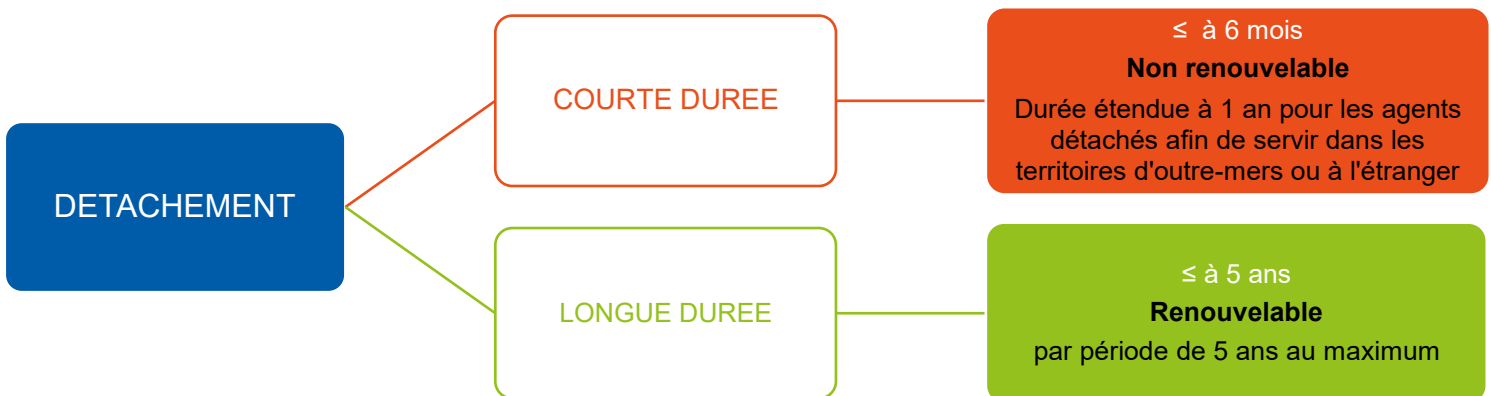 DETACHEMENT
COURTE DUREE
≤ à 6 mois
Non renouvelable
Durée étendue à 1 an pour les agents
détachés afin de servir dans les
territoires d'outre-mers ou à l'étranger
LONGUE DUREE
≤ à 5 ans
Renouvelable
par période de 5 ans au maximum